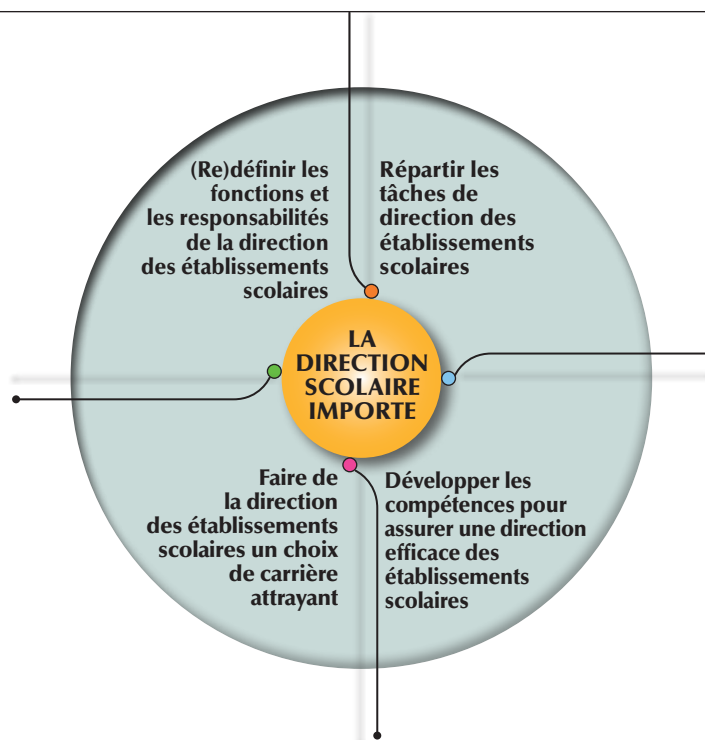 (Re)définir les
fonctions et
les responsabilités
de la direction
des établissements
scolaires
Répartir les
tâches de
direction des
établissements
scolaires
LA
DIRECTION
SCOLAIRE
IMPORTE
Faire de
la direction
des établissements
scolaires un choix
de carrière
attrayant
Développer les
compétences pour
assurer une direction
efficace des
établissements
scolaires